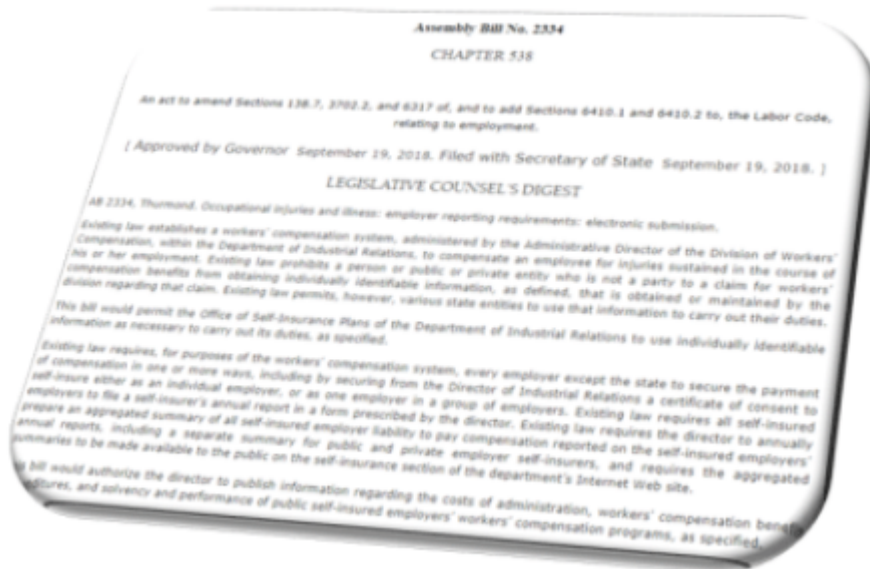 Assembly Bill No. 2334
CHAPTER 538
An act to amend Sections 138.7, 3702.2, and 6317 of, and to add Sections 6410.1 and 6410.2 to, the Labor Code,
relating to employment.
[ Approved by Governor September 19, 2018. Filed with Secretary of State September 19, 2018. ]
LEGISLATIVE COUNSEL'S DIGEST
AB 2334, Thurmond. Occupational injuries and illness: employer reporting requirements: electronic submission.
Existing law establishes a workers' compensation system, administered by the Administrative Director of the Division of Workers'
Compensation, within the Department of Industrial Relations, to compensate an employee for injuries sustained in the course of
his or her employment. Existing law prohibits a person or public or private entity who is not a party to a claim for workers'
compensation benefits from obtaining individually identifiable information, as defined, that is obtained or maintained by the
division regarding that claim. Existing law permits, however, various state entities to use that information to carry out their duties.
This bill would permit the Office of Self-Insurance Plans of the Department of Industrial Relations to use individually identifiable
information as necessary to carry out its duties, as specified.
Existing law requires, for purposes of the workers' compensation system, every employer except the state to secure the payment
of compensation in one or more ways, including by securing from the Director of Industrial Relations a certificate of consent to
self-insure either as an individual employer, or as one employer in a group of employers. Existing law requires all self-insured
employers to file a self-insurer's annual report in a form prescribed by the director. Existing law requires the director to annually
prepare an aggregated summary of all self-insured employer liability to pay compensation reported on the self-insured employers'
annual reports, including a separate summary for public and private employer self-insurers, and requires the aggregated
summaries to be made available to the public on the self-insurance section of the department's Internet Web site.
bill would authorize the director to publish information regarding the costs of administration, workers' compensation benefit
ditures, and solvency and performance of public self-insured employers' workers' compensation programs, as specified.